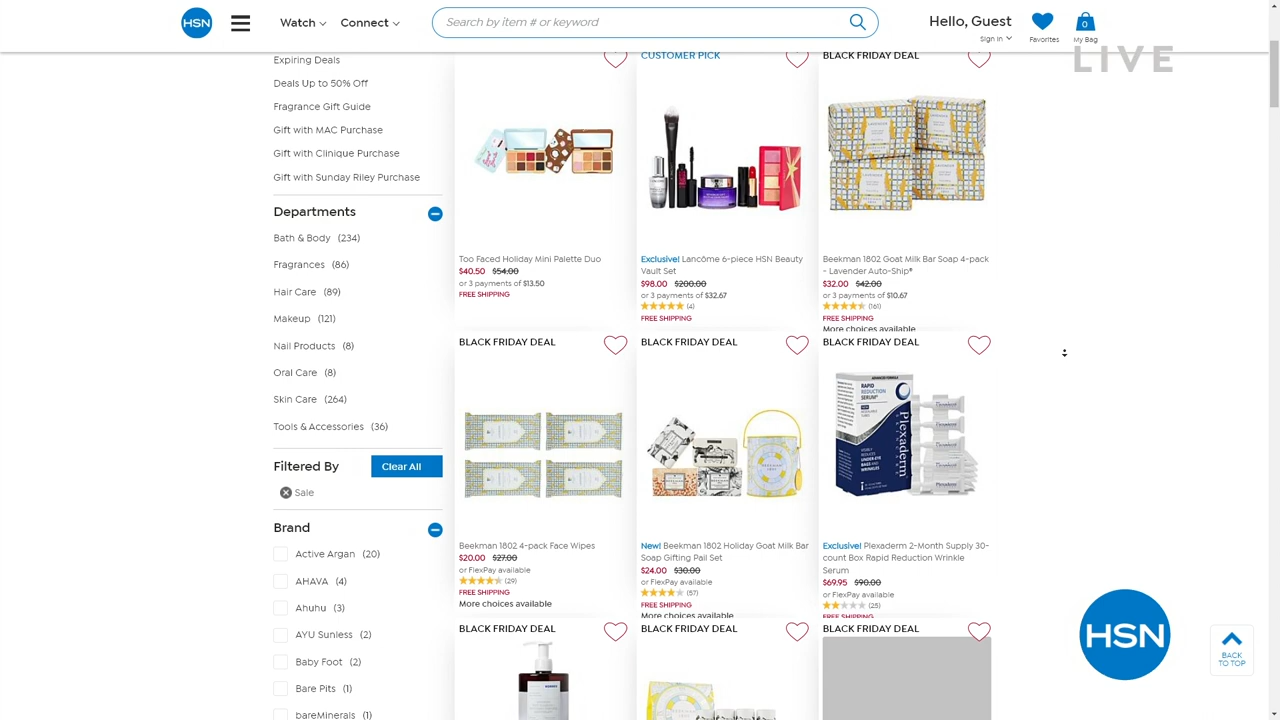 HSN
Watch
Connect
Search by item # or keyword
Hello, Guest
Sign In
Favorites
0
My Bag
LIVE
Expiring Deals
Deals Up to 50% Off
Fragrance Gift Guide
Gift with MAC Purchase
Gift with Clinique Purchase
Gift with Sunday Riley Purchase
Departments
Bath & Body (234)
Fragrances (86)
Hair Care (89)
Makeup (121)
Nail Products (8)
Oral Care (8)
Skin Care (264)
Tools & Accessories (36)
Filtered By
Clear All
Sale
Brand
Active Argan (20)
AHAVA (4)
Ahuhu (3)
AYU Sunless (2)
Baby Foot (2)
Bare Pits (1)
bareMinerals (1)
Too Faced Holiday Mini Palette Duo
$40.50 $54.00
or 3 payments of $13.50
FREE SHIPPING
CUSTOMER PICK
Exclusive! Lancôme 6-piece HSN Beauty
Vault Set
$98.00 $200.00
or 3 payments of $32.67
(4)
FREE SHIPPING
BLACK FRIDAY DEAL
Beekman 1802 Goat Milk Bar Soap 4-pack
- Lavender Auto-Ship®
$32.00 $42.00
or 3 payments of $10.67
(161)
FREE SHIPPING
More choices available
BLACK FRIDAY DEAL
Beekman 1802 4-pack Face Wipes
$20.00 $27.00
or FlexPay available
(29)
FREE SHIPPING
More choices available
BLACK FRIDAY DEAL
New! Beekman 1802 Holiday Goat Milk Bar
Soap Gifting Pail Set
$24.00 $30.00
or FlexPay available
(57)
FREE SHIPPING
More choices available
BLACK FRIDAY DEAL
RAPID
REDUCTION
SERUM
Plexaderm
Exclusive! Plexaderm 2-Month Supply 30-
count Box Rapid Reduction Wrinkle
Serum
$69.95 $90.00
or FlexPay available
(25)
FREE SHIPPING
BLACK FRIDAY DEAL
BLACK FRIDAY DEAL
BLACK FRIDAY DEAL
HSN
BACK
TO TOP